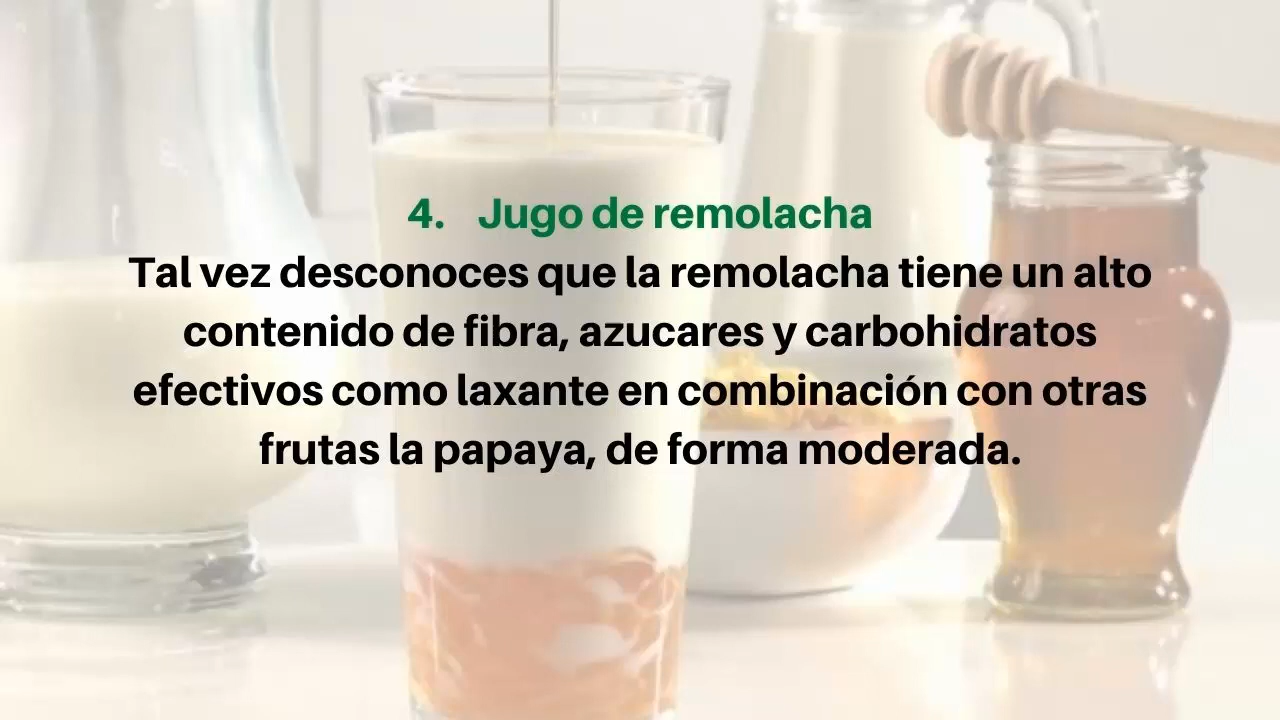 4. Jugo de remolacha
Tal vez desconoces que la remolacha tiene un alto
contenido de fibra, azucares y carbohidratos
efectivos como laxante en combinación con otras
frutas la papaya, de forma moderada.